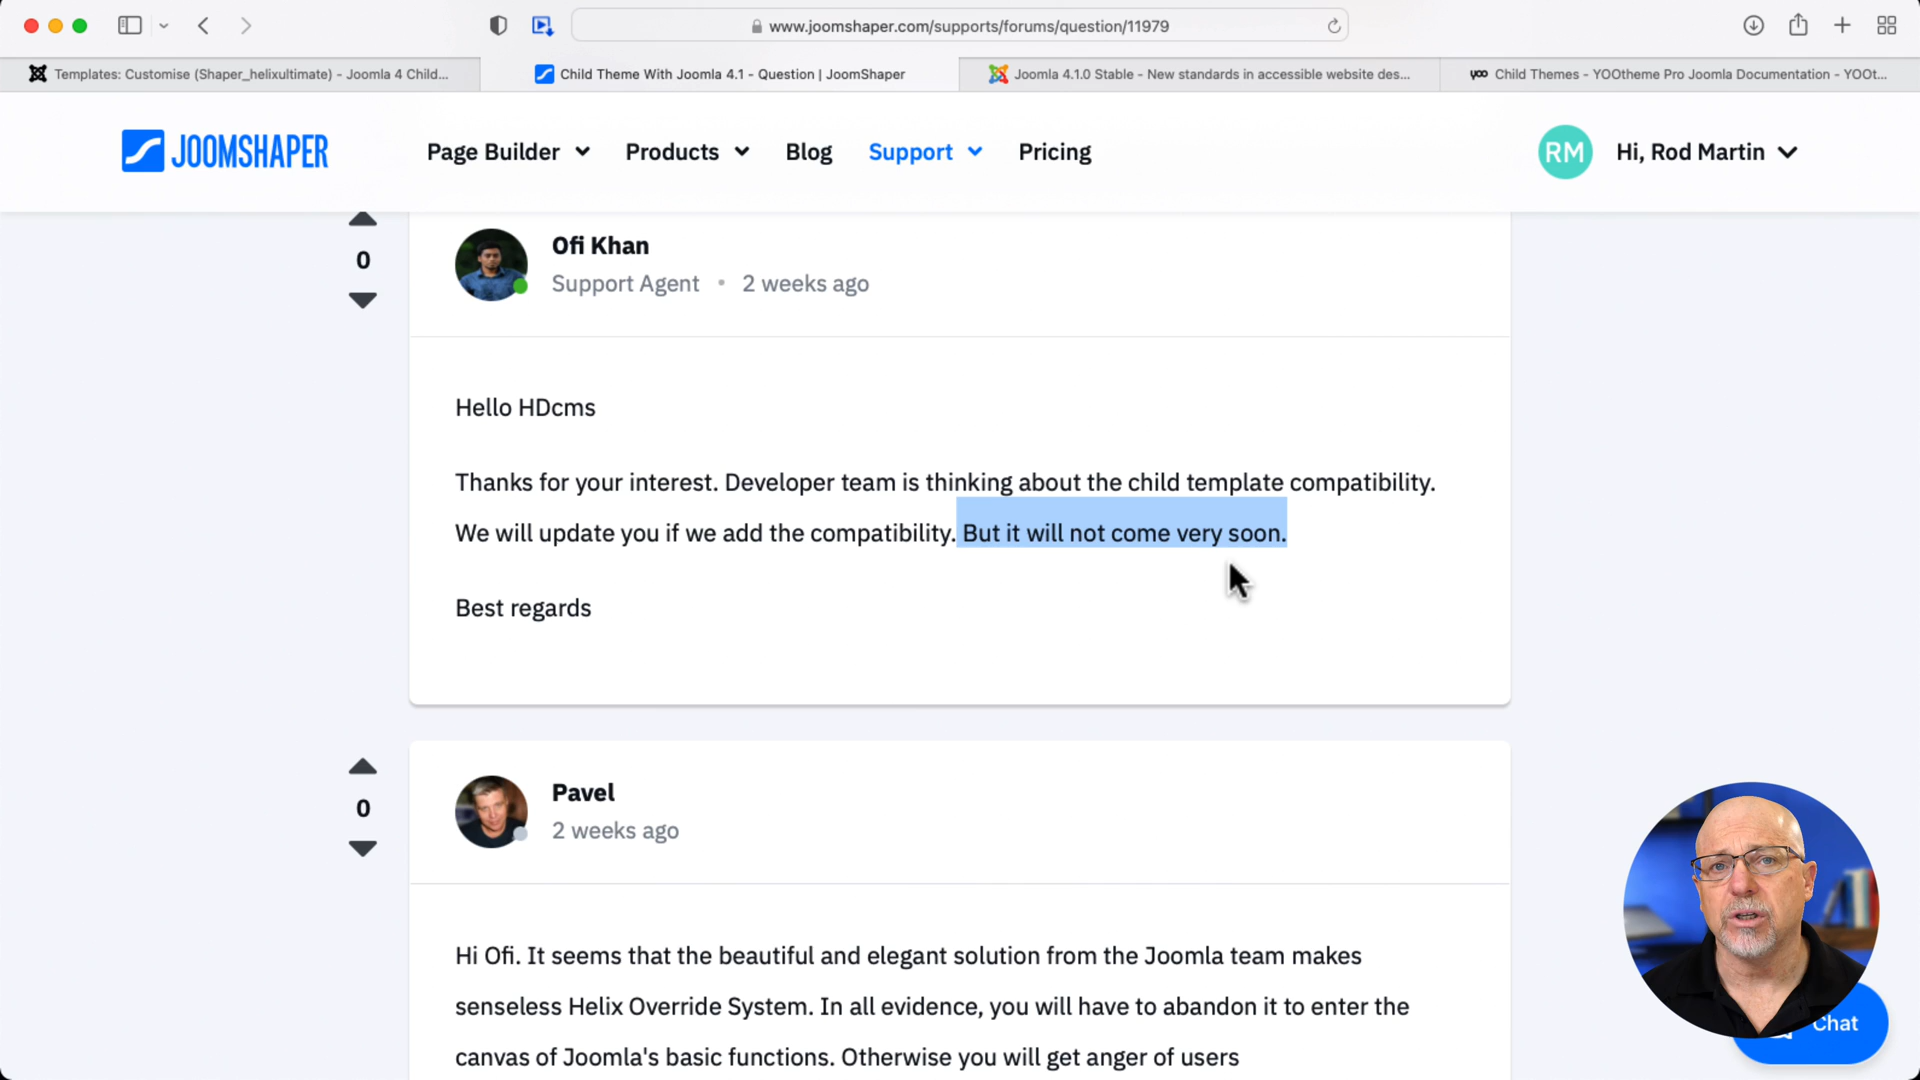 www.joomshaper.com/supports/forums/question/11979
Templates: Customise (Shaper_helixultimate) - Joomla 4 Child...
Child Theme With Joomla 4.1 - Question | JoomShaper
Joomla 4.1.0 Stable - New standards in accessible website des...
yoo Child Themes - YOOtheme Pro Joomla Documentation - YOOt...
JOOMSHAPER
Page Builder
Products
Blog
Support
Pricing
RM
Hi, Rod Martin
0
Ofi Khan
Support Agent • 2 weeks ago
Hello HDcms
Thanks for your interest. Developer team is thinking about the child template compatibility.
We will update you if we add the compatibility. But it will not come very soon.
Best regards
0
Pavel
2 weeks ago
Hi Ofi. It seems that the beautiful and elegant solution from the Joomla team makes
senseless Helix Override System. In all evidence, you will have to abandon it to enter the
canvas of Joomla's basic functions. Otherwise you will get anger of users
Chat